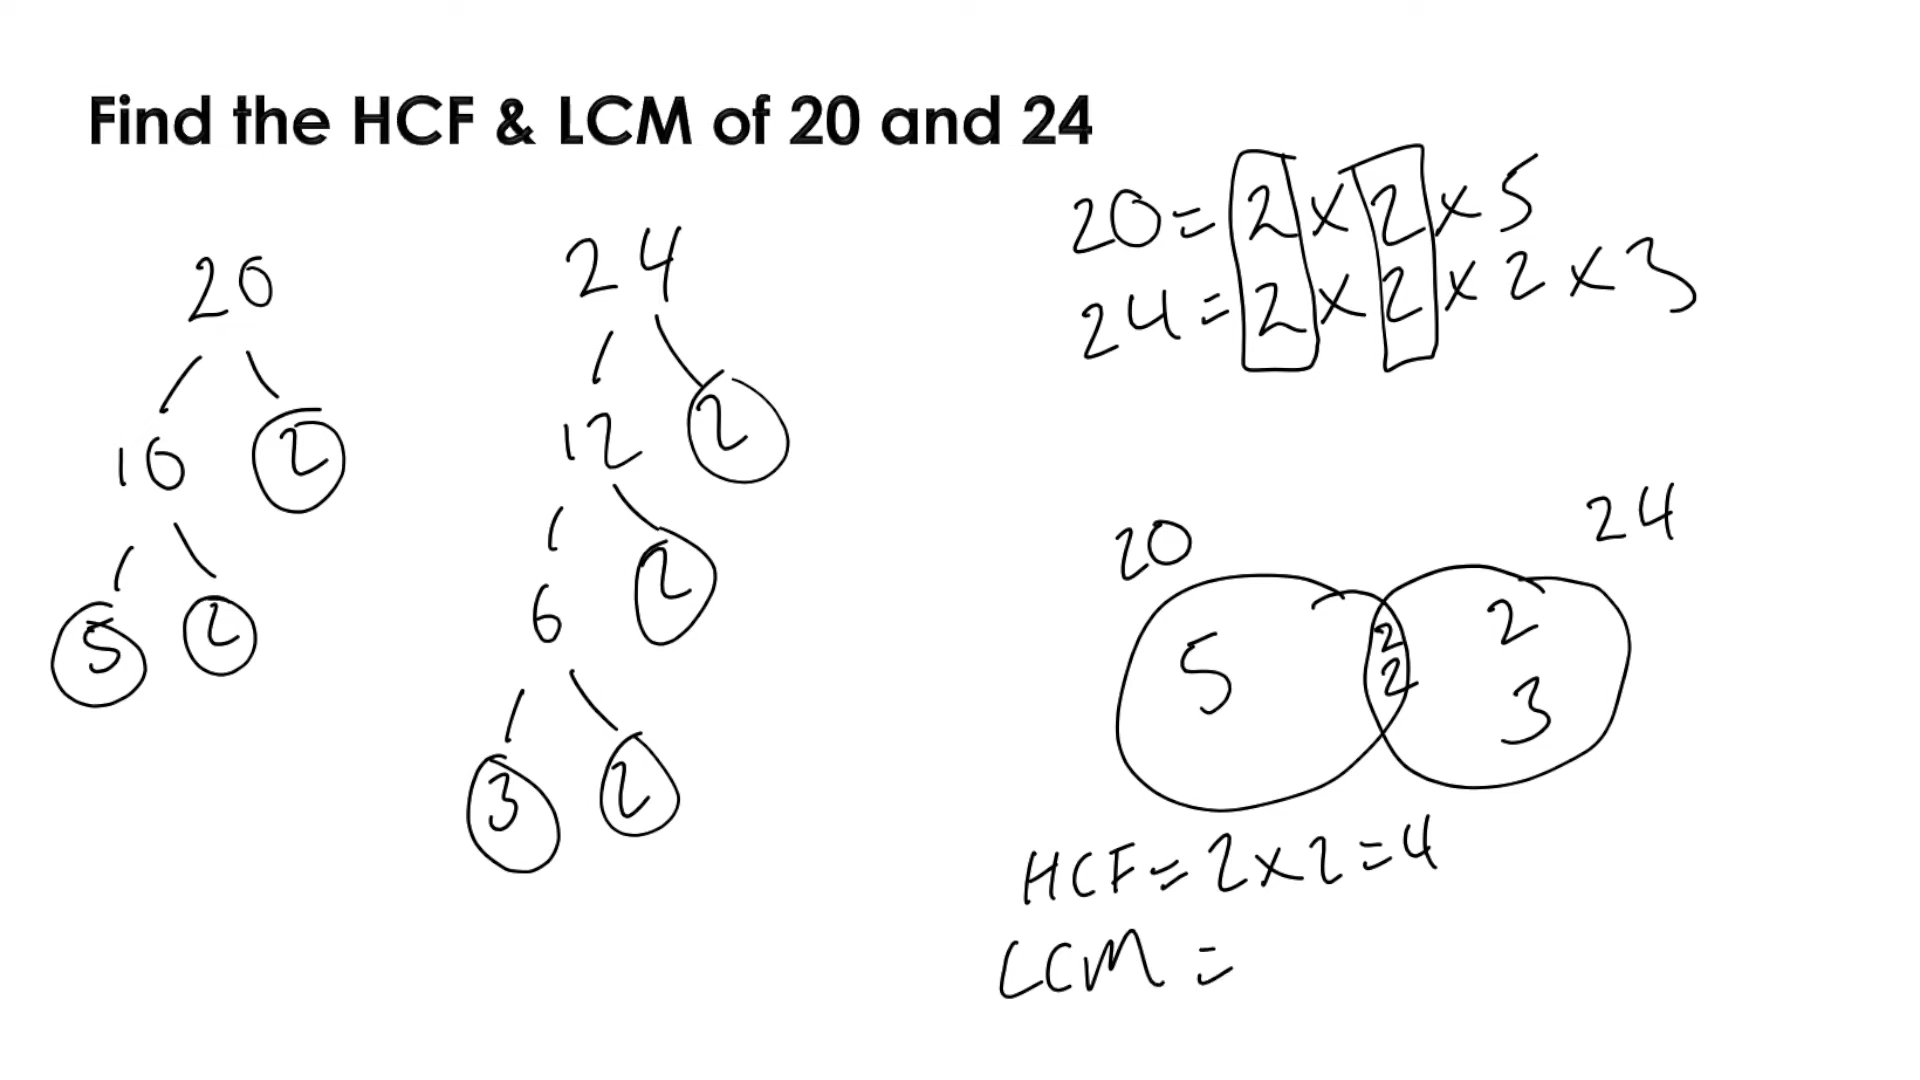 Find the HCF & LCM of 20 and 24
20
10 2
5 2
24
12 2
6 2
3 2
20 = 2 x 2 x 5
24 = 2 x 2 x 2 x 3
20 24
5 2 2
2 3
HCF = 2 x 2 = 4
LCM =